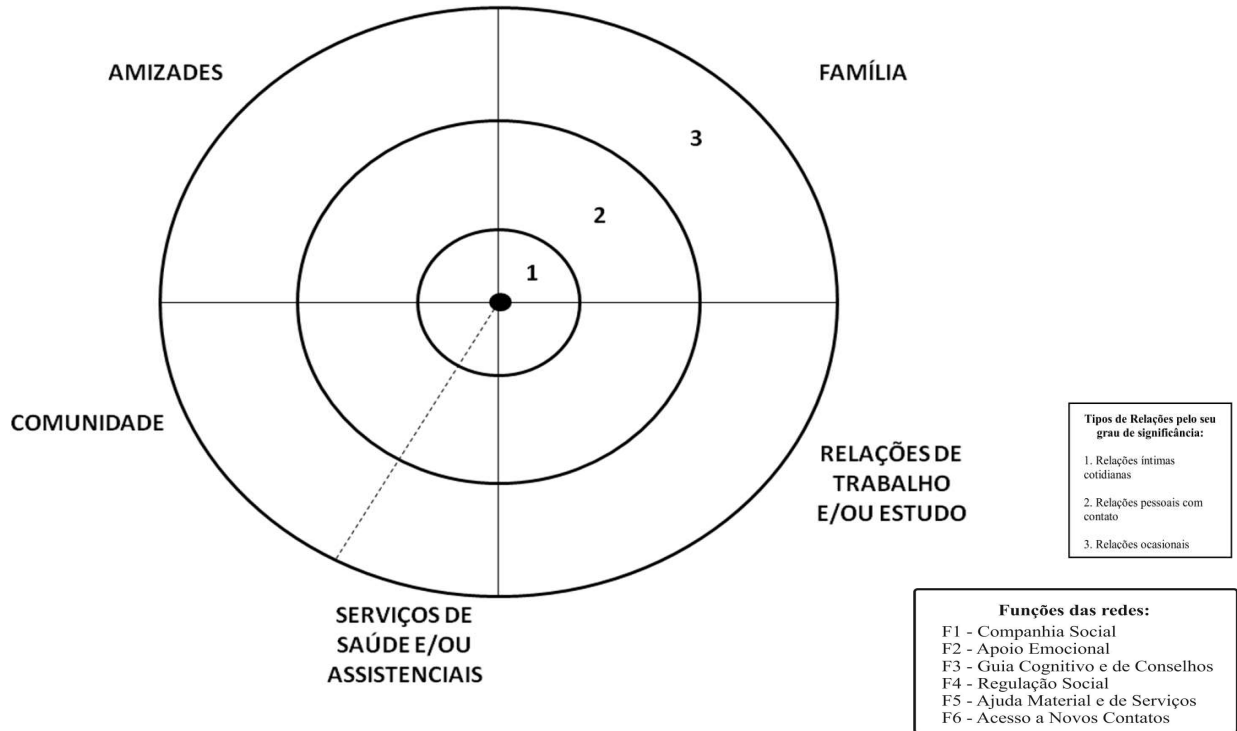 AMIZADES
FAMÍLIA
3
2
1
COMUNIDADE
RELAÇÕES DE
TRABALHO
E/OU ESTUDO
SERVIÇOS DE
SAÚDE E/OU
ASSISTENCIAIS
Tipos de Relações pelo seu
grau de significância:
1. Relações íntimas
cotidianas
2. Relações pessoais com
contato
3. Relações ocasionais
Funções das redes:
F1 - Companhia Social
F2 - Apoio Emocional
F3 - Guia Cognitivo e de Conselhos
F4 - Regulação Social
F5 - Ajuda Material e de Serviços
F6 - Acesso a Novos Contatos